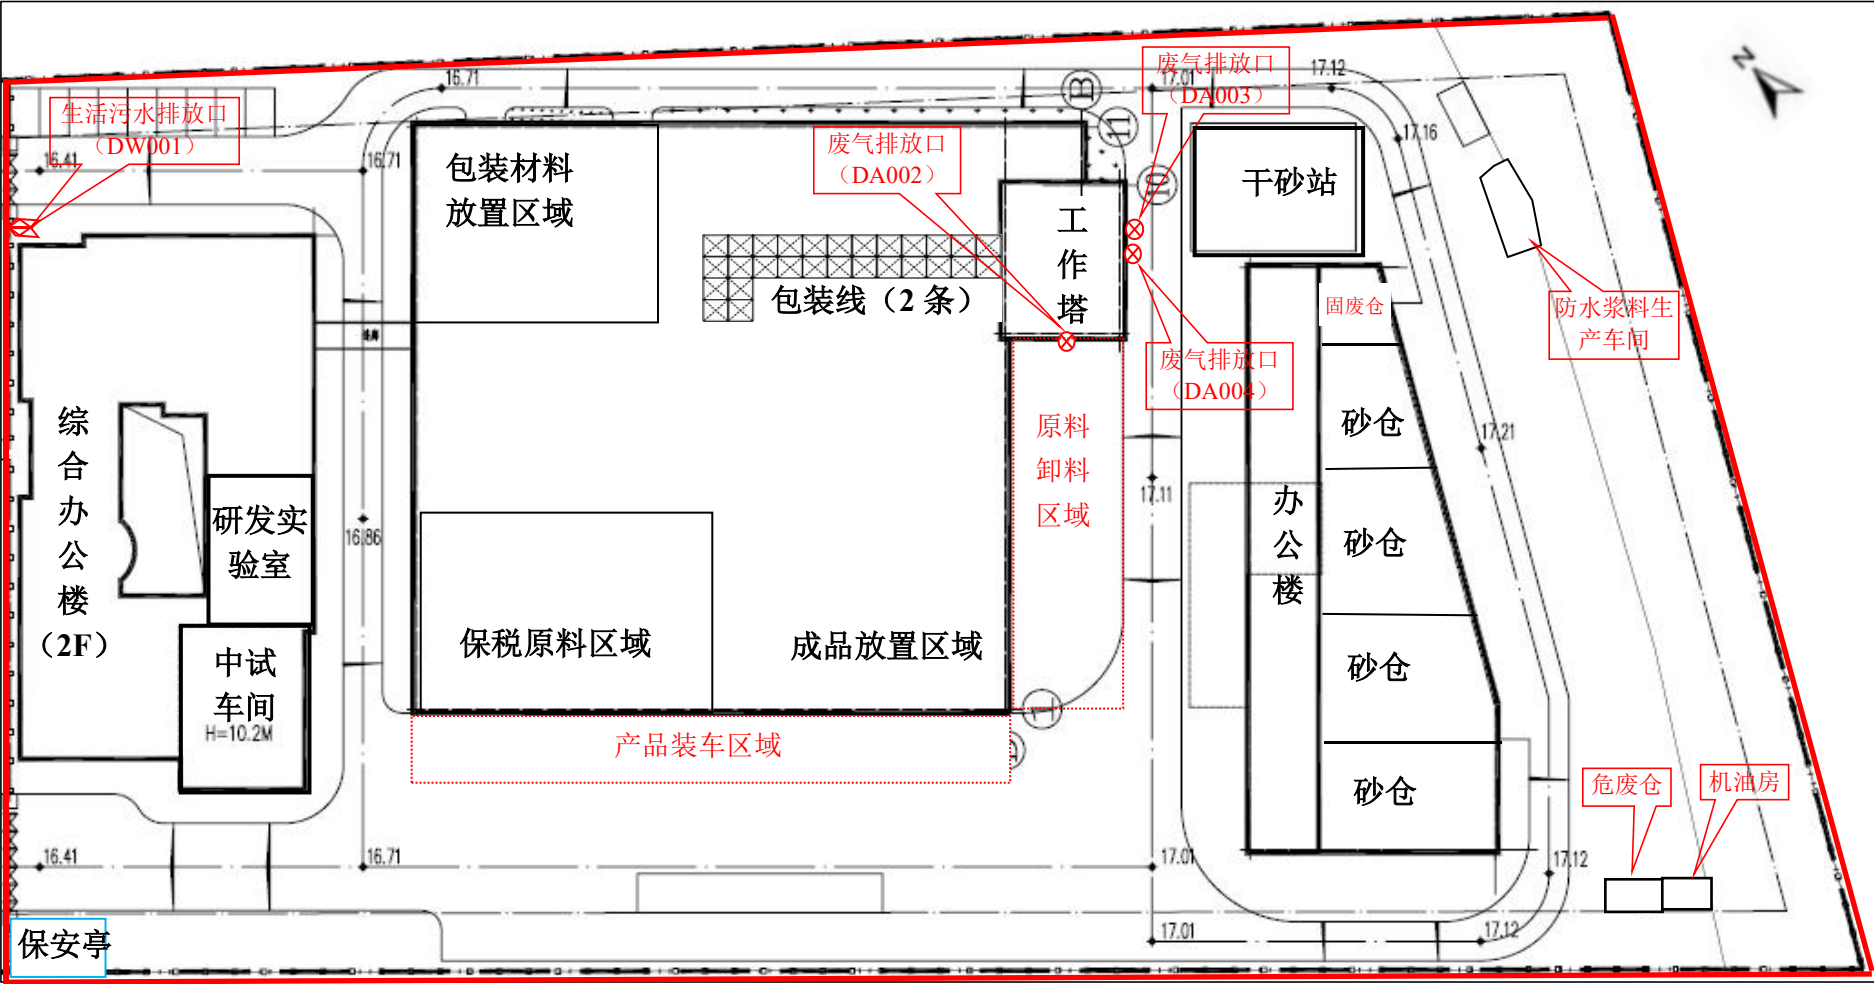 N
16.71
17.01
17.12
17.16
B
11
10
废气排放口
（DA003）
生活污水排放口
（DW001）
16.41
16.71
废气排放口
（DA002）
包装材料
放置区域
干砂站
工
作
塔
包装线（2 条）
固废仓
防水浆料生
产车间
废气排放口
（DA004）
综
合
办
公
楼
（2F）
研发实
验室
中试
车间
H=10.2M
16.86
原料
卸料
区域
17.11
17.21
砂仓
砂仓
砂仓
砂仓
办
公
楼
保税原料区域
成品放置区域
1
产品装车区域
危废仓
机油房
16.41
16.71
17.01
17.12
17.01
17.12
保安亭